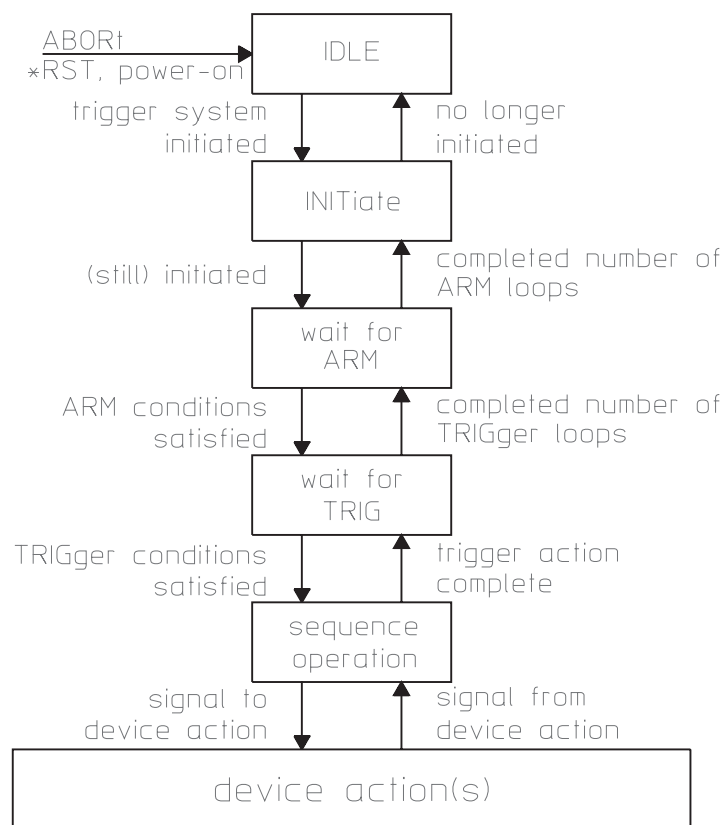 ABORt
*RST, power-on
IDLE
trigger system
initiated
no longer
initiated
INITiate
(still) initiated
completed number of
ARM loops
wait for
ARM
ARM conditions
satisfied
completed number of
TRIGger loops
wait for
TRIG
TRIGger conditions
satisfied
trigger action
complete
sequence
operation
signal to
device action
signal from
device action
device action(s)